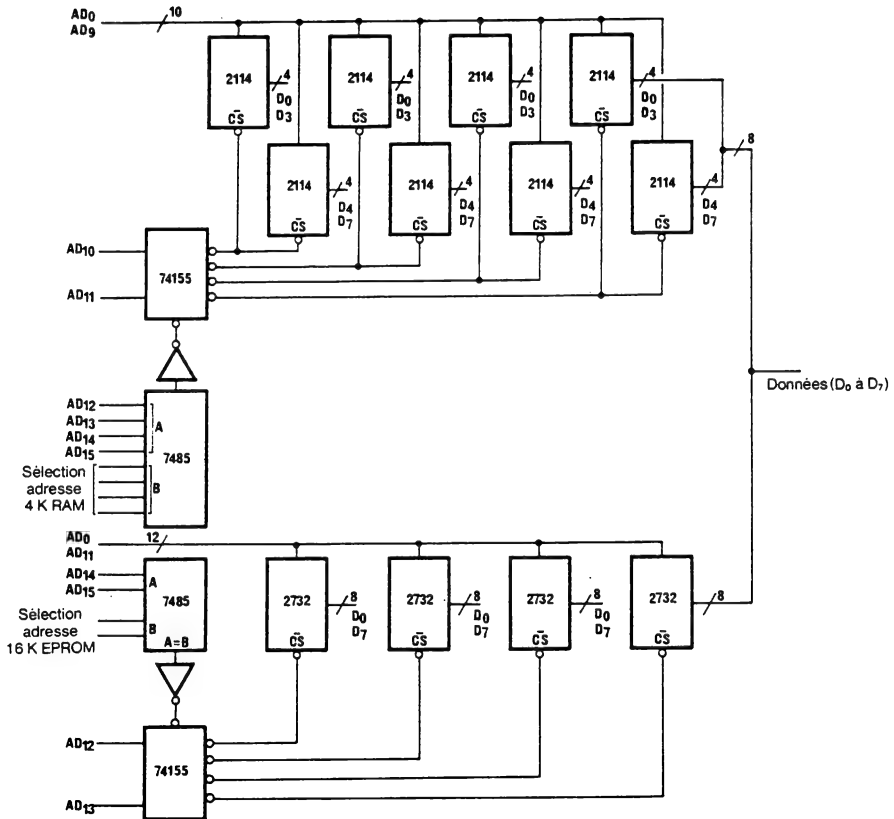 AD0
AD9
10
2114
4
D0
D3
CS
2114
4
D0
D3
CS
2114
4
D0
D3
CS
2114
4
D0
D3
CS
8
2114
4
D4
D7
CS
2114
4
D4
D7
CS
2114
4
D4
D7
CS
2114
4
D4
D7
CS
AD10
AD11
74155
Données (D0 à D7)
AD12
AD13
AD14
AD15
A
7485
B
Sélection
adresse
4 K RAM
AD0
AD11
12
AD14
AD15
A
7485
B
A=B
Sélection
adresse
16 K EPROM
2732
8
D0
D7
CS
2732
8
D0
D7
CS
2732
8
D0
D7
CS
2732
8
CS
AD12
AD13
74155